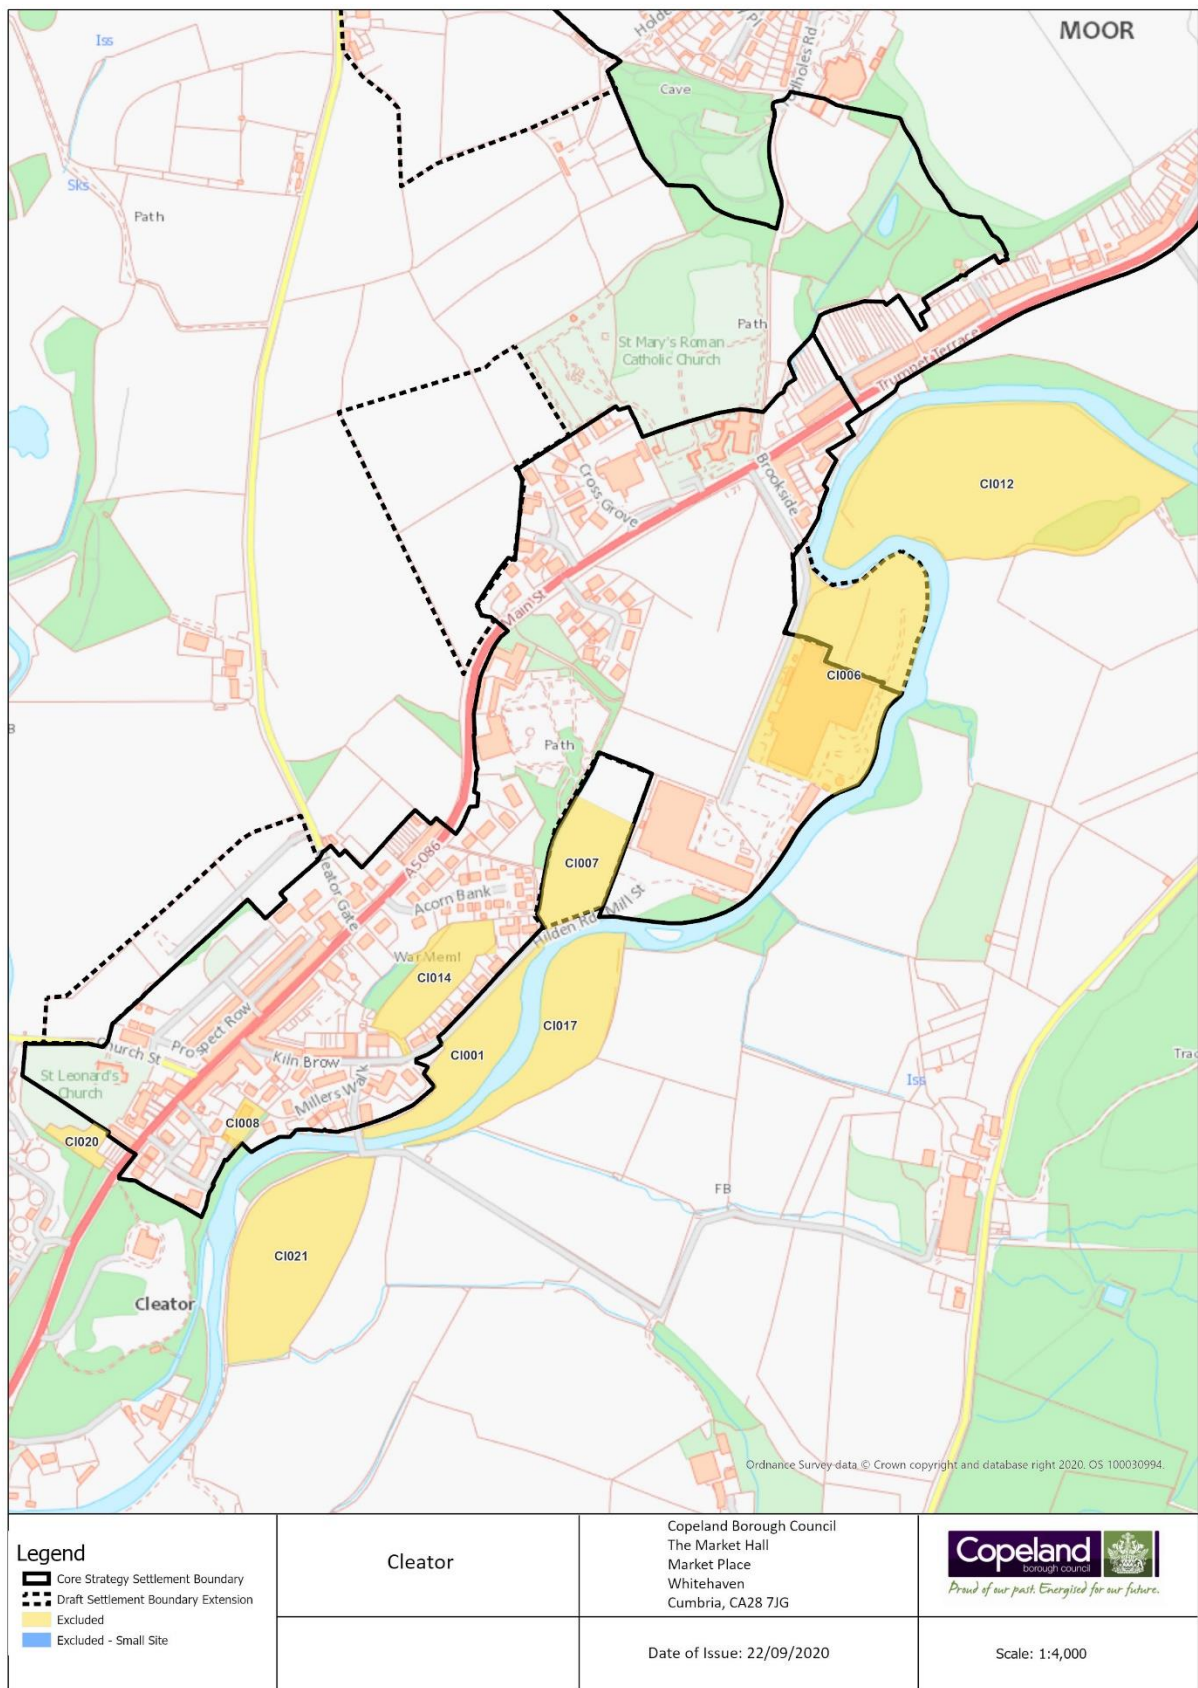 MOOR
Iss
Cave
Sks
Path
Path
St Mary's Roman
Catholic Church
Trumpet Terrace
Cross Grove
Brookside
Cl012
Main St
Cl006
Path
A5086
Cl007
Cleator Gate
Acorn Bank
Hilden Rd
Mill St
War Meml
Cl014
Cl017
Prospect Row
Cl001
Church St
Kiln Brow
Iss
St Leonard's
Church
Millers Walk
Cl008
Cl020
FB
Cl021
Cleator
Ordnance Survey data © Crown copyright and database right 2020. OS 100030994.
Legend
Core Strategy Settlement Boundary
Draft Settlement Boundary Extension
Excluded
Excluded - Small Site
Cleator
Copeland Borough Council
The Market Hall
Market Place
Whitehaven
Cumbria, CA28 7JG
Date of Issue: 22/09/2020
Copeland
borough council
Proud of our past. Energised for our future.
Scale: 1:4,000